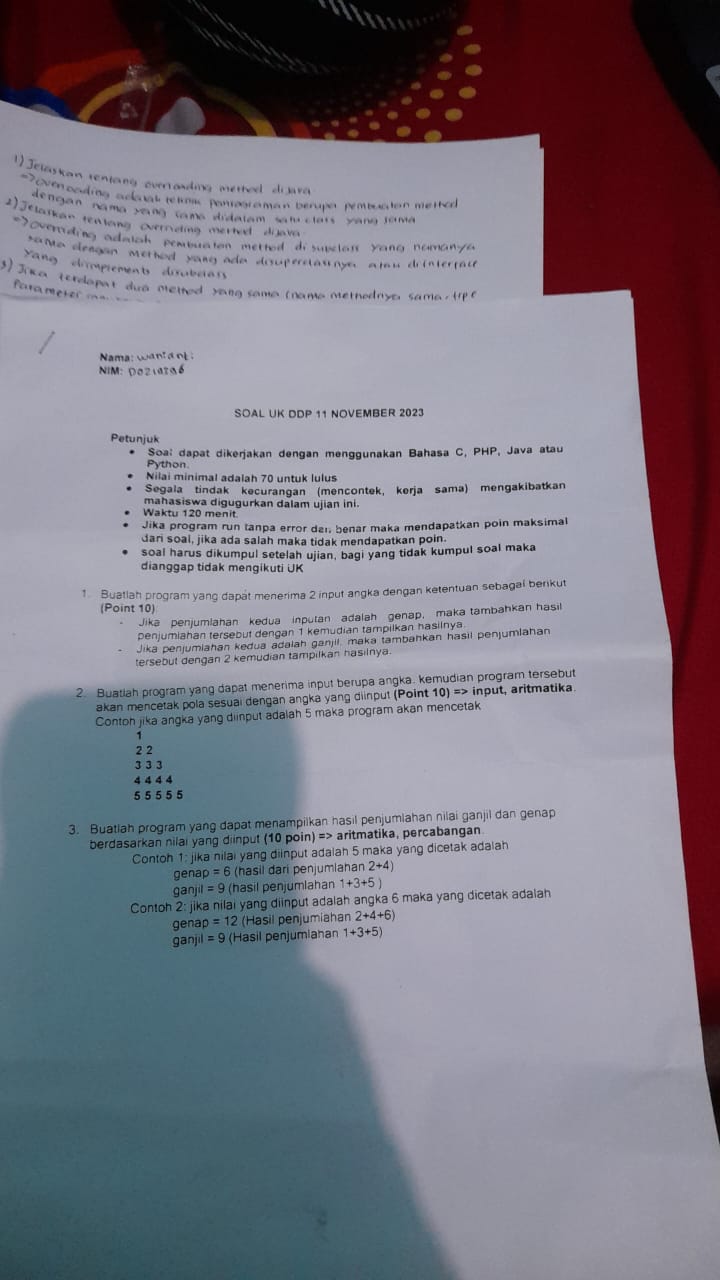 1) Jelaskan tentang overloading method di java
=> overloading adalah teknik pemrograman berupa pembuatan method
dengan nama yang sama didalam satu class yang sama
2) Jelaskan tentang overriding method di java
=> overriding adalah pembuatan method di subclass yang namanya
sama dengan method yang ada disuperclassnya atau di interface
yang diimplements disubclass
3) Jika terdapat dua method yang sama (nama methodnya sama, tipe
Parameter
Nama:
NIM:
SOAL UK DDP 11 NOVEMBER 2023
Petunjuk
• Soal dapat dikerjakan dengan menggunakan Bahasa C, PHP, Java atau
Python.
• Nilai minimal adalah 70 untuk lulus
• Segala tindak kecurangan (mencontek, kerja sama) mengakibatkan
mahasiswa digugurkan dalam ujian ini.
• Waktu 120 menit.
• Jika program run tanpa error dan benar maka mendapatkan poin maksimal
dari soal, jika ada salah maka tidak mendapatkan poin.
• soal harus dikumpul setelah ujian, bagi yang tidak kumpul soal maka
dianggap tidak mengikuti UK
1. Buatlah program yang dapat menerima 2 input angka dengan ketentuan sebagai berikut
(Point 10)
- Jika penjumlahan kedua inputan adalah genap, maka tambahkan hasil
penjumlahan tersebut dengan 1 kemudian tampilkan hasilnya.
- Jika penjumlahan kedua adalah ganjil, maka tambahkan hasil penjumlahan
tersebut dengan 2 kemudian tampilkan hasilnya.
2. Buatlah program yang dapat menerima input berupa angka. kemudian program tersebut
akan mencetak pola sesuai dengan angka yang diinput (Point 10) => input, aritmatika.
Contoh jika angka yang diinput adalah 5 maka program akan mencetak
1
2 2
3 3 3
4 4 4 4
5 5 5 5 5
3. Buatlah program yang dapat menampilkan hasil penjumlahan nilai ganjil dan genap
berdasarkan nilai yang diinput (10 poin) => aritmatika, percabangan.
Contoh 1: jika nilai yang diinput adalah 5 maka yang dicetak adalah
genap = 6 (hasil dari penjumlahan 2+4)
ganjil = 9 (hasil penjumlahan 1+3+5 )
Contoh 2: jika nilai yang diinput adalah angka 6 maka yang dicetak adalah
genap = 12 (Hasil penjumlahan 2+4+6)
ganjil = 9 (Hasil penjumlahan 1+3+5)